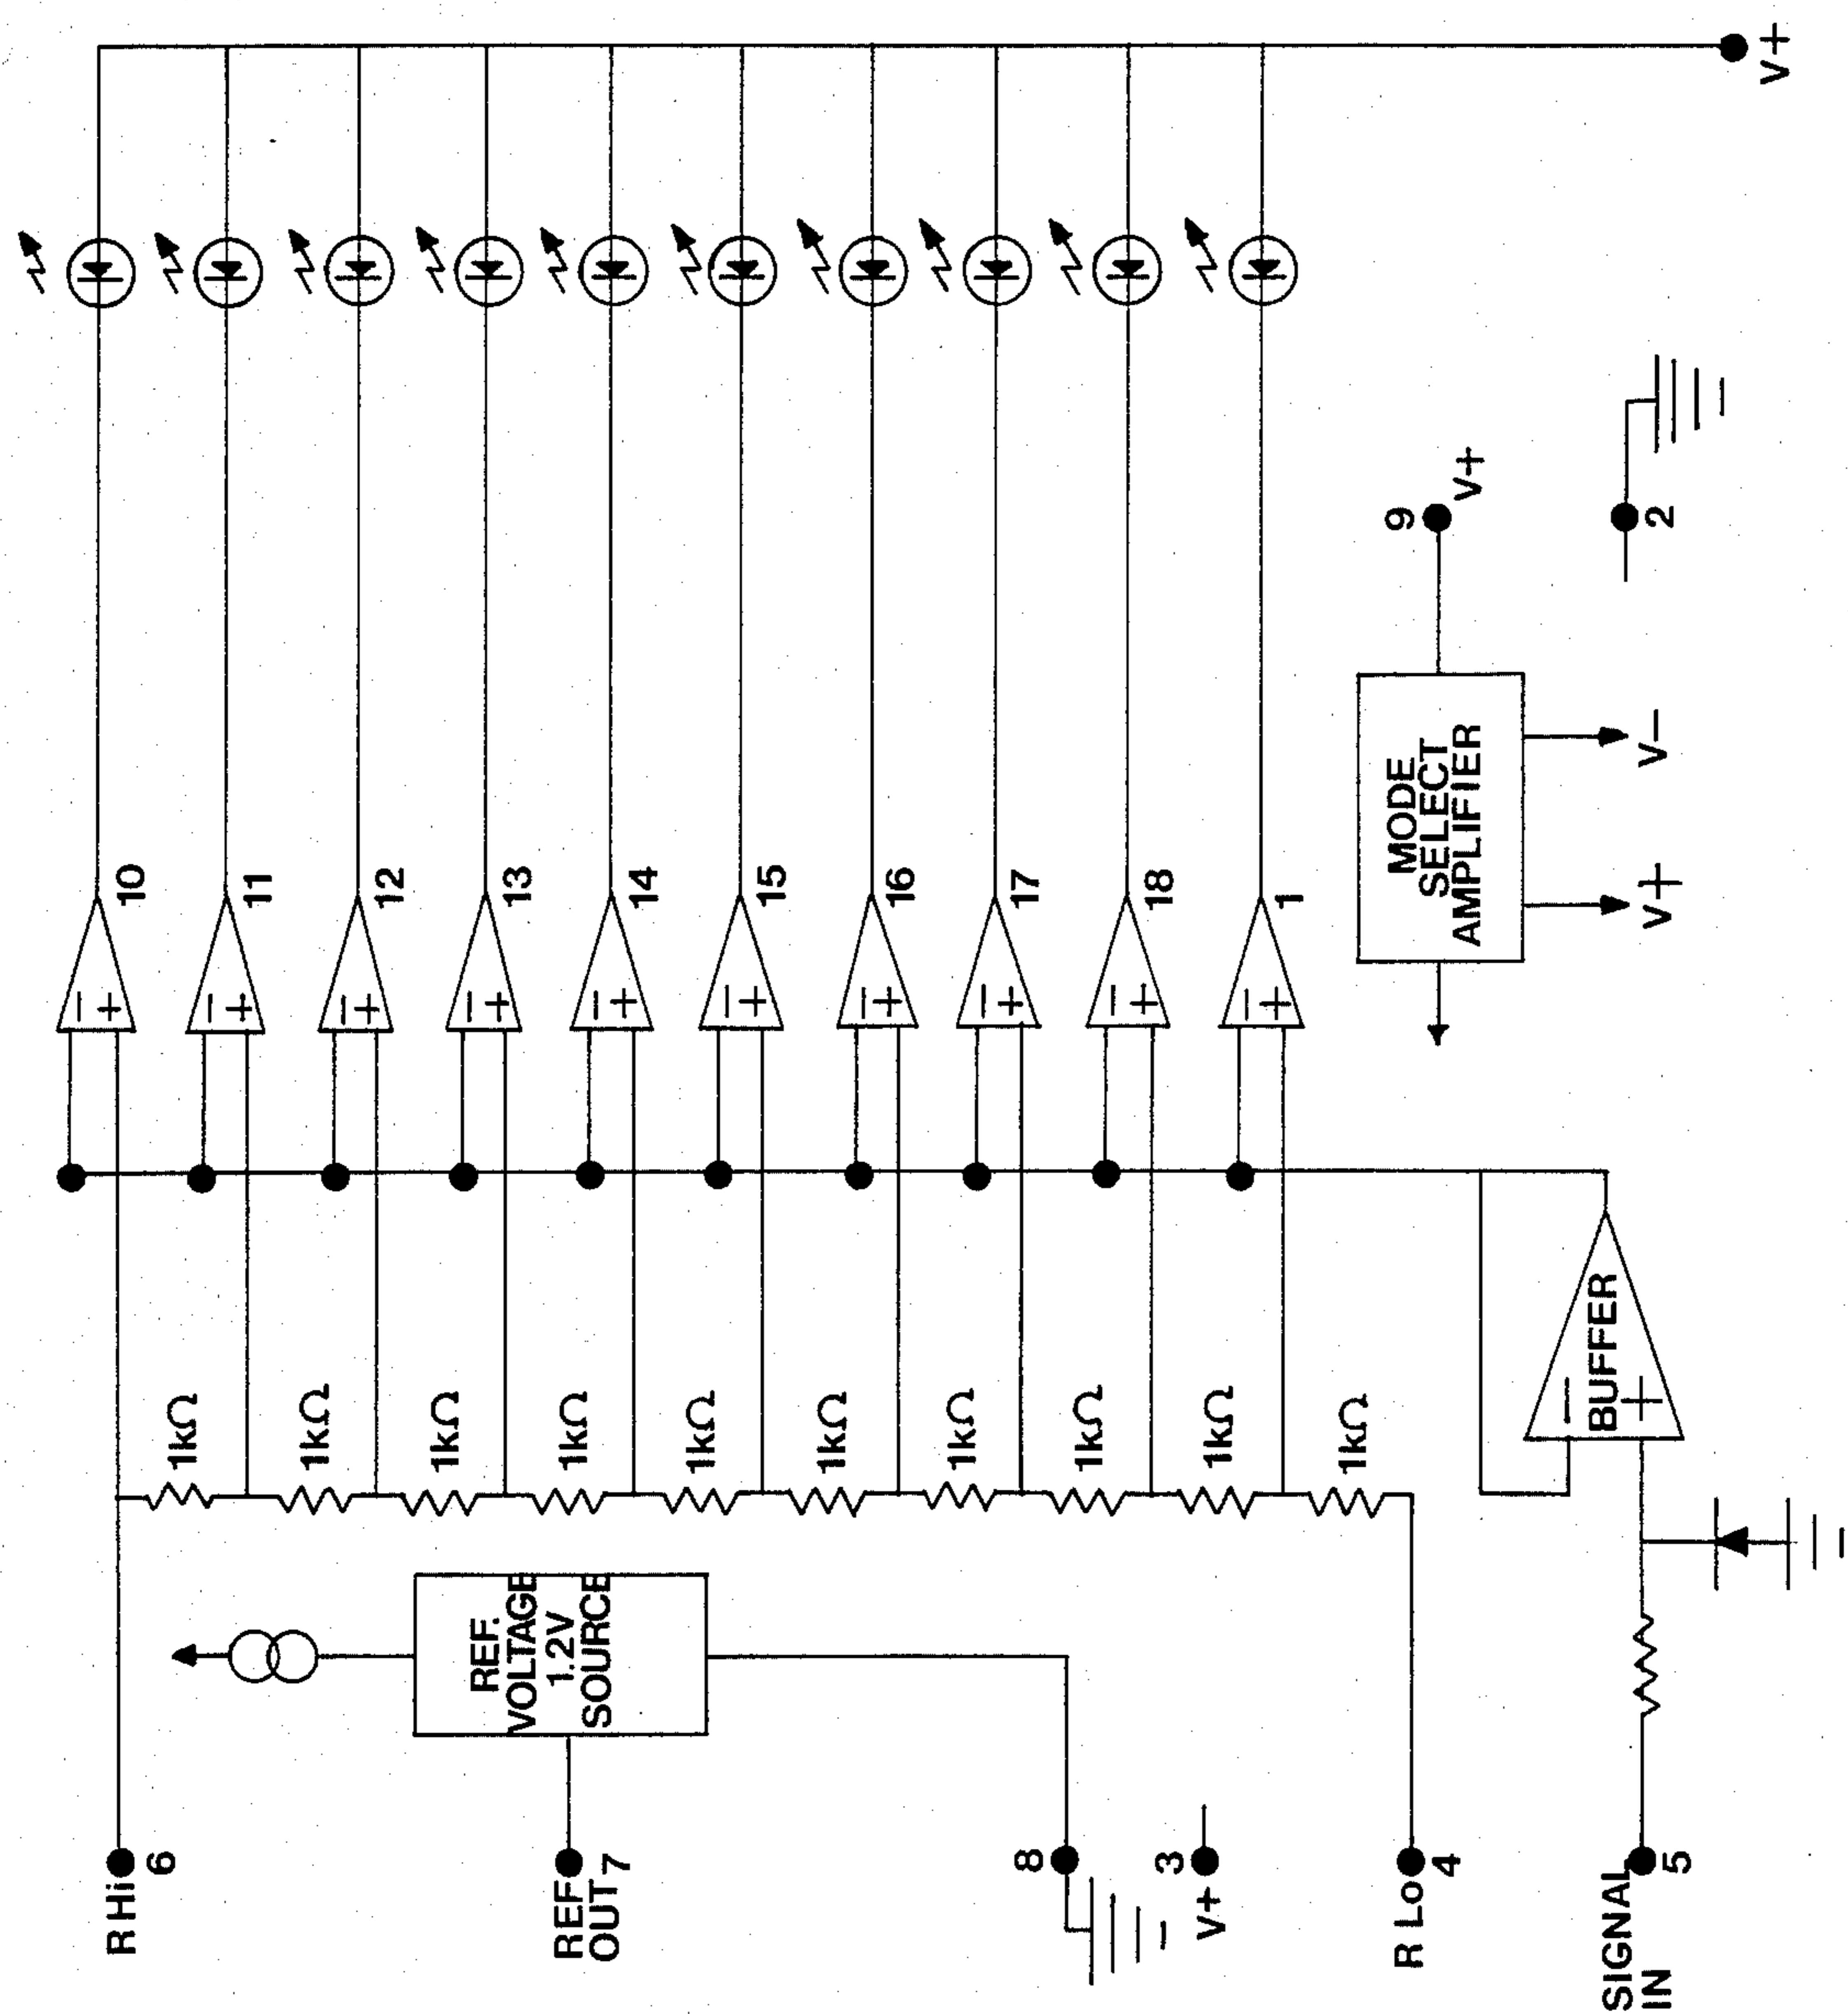 R Hi
6
REF
OUT
7
8
V+
3
R Lo
4
SIGNAL
IN
5
REF.
VOLTAGE
1.2V
SOURCE
1kΩ
1kΩ
1kΩ
1kΩ
1kΩ
1kΩ
1kΩ
1kΩ
1kΩ
1kΩ
−
BUFFER
+
− +
10
− +
11
− +
12
− +
13
− +
14
− +
15
− +
16
− +
17
− +
18
− +
1
MODE
SELECT
AMPLIFIER
V+
V−
9
V+
2
V+